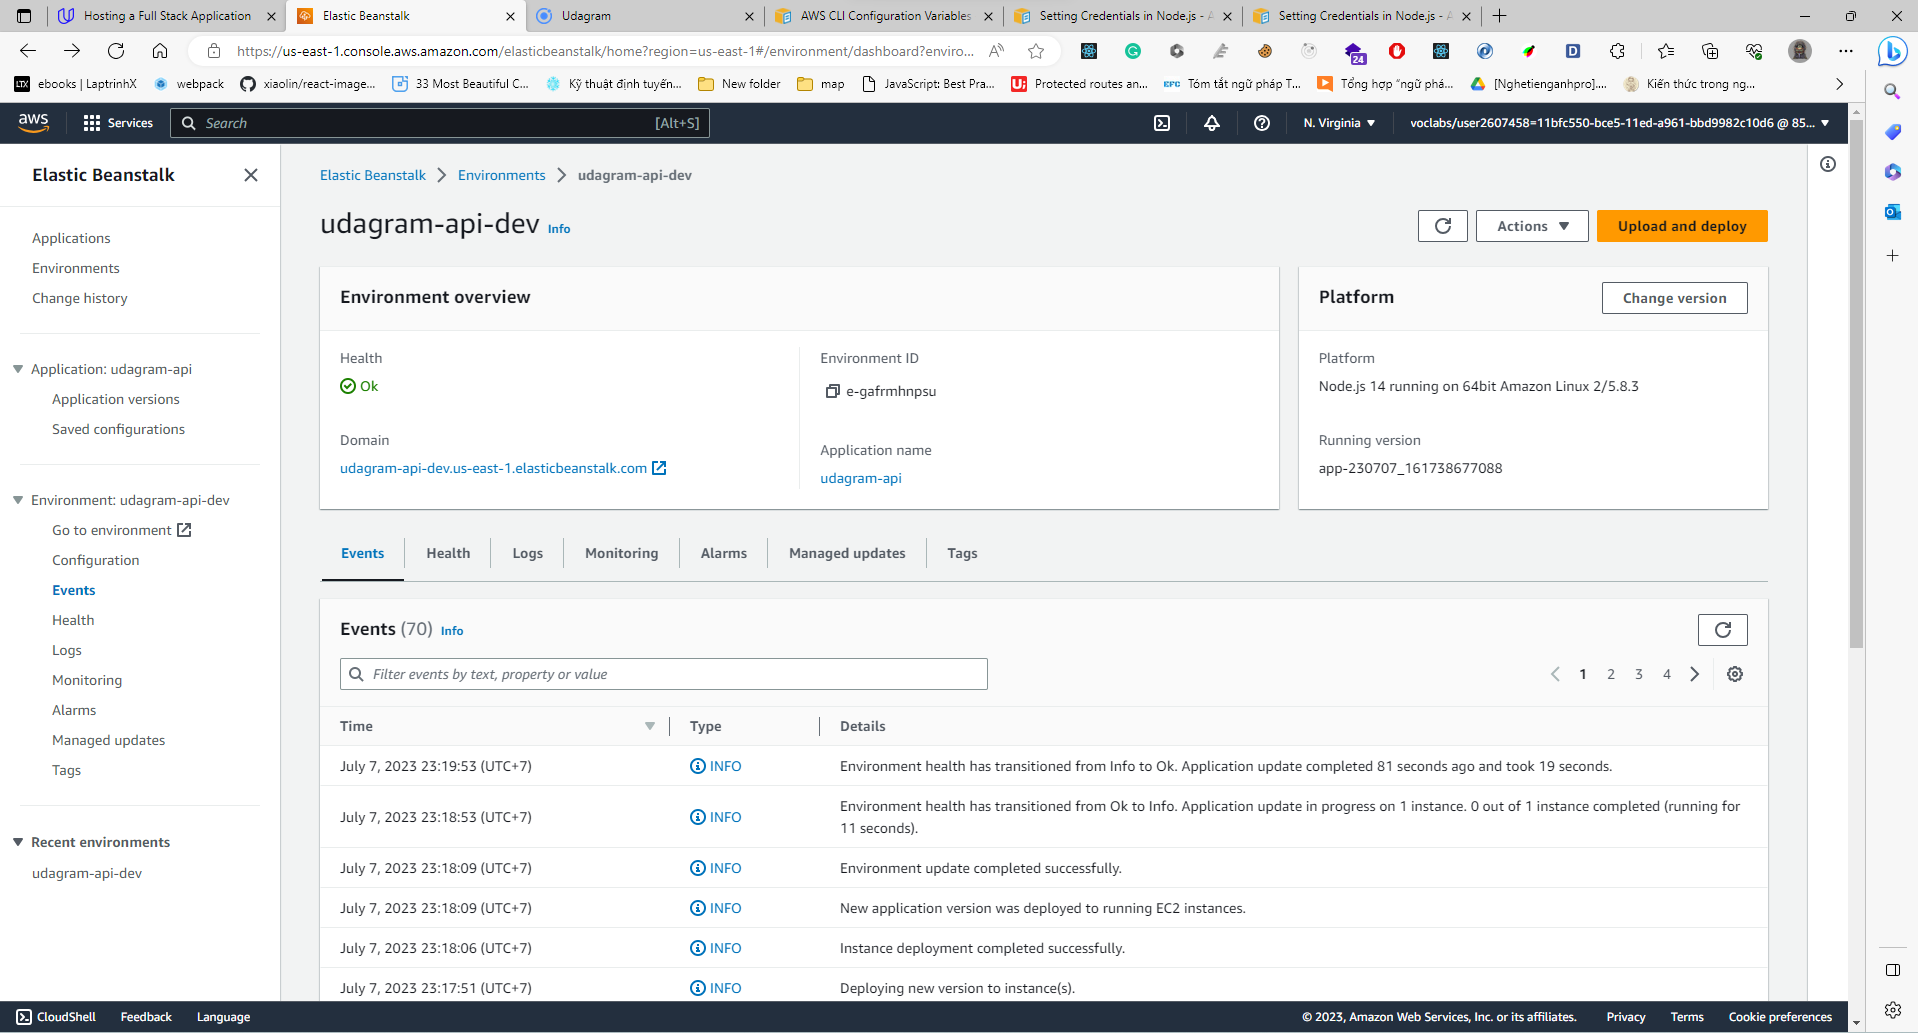 Hosting a Full Stack Application
Elastic Beanstalk
Udagram
AWS CLI Configuration Variables
Setting Credentials in Node.js - A
Setting Credentials in Node.js - A
https://us-east-1.console.aws.amazon.com/elasticbeanstalk/home?region=us-east-1#/environment/dashboard?enviro...
24
ebooks | LaptrinhX
webpack
xiaolin/react-image...
33 Most Beautiful C...
Kỹ thuật định tuyến...
New folder
map
JavaScript: Best Pra...
Protected routes an...
EFC Tóm tắt ngữ pháp T...
Tổng hợp “ngữ phá...
[Nghetienganhpro]....
Kiến thức trong ng...
aws
Services
Search
[Alt+S]
N. Virginia
voclabs/user2607458=11bfc550-bce5-11ed-a961-bbd9982c10d6 @ 85...
Elastic Beanstalk
Applications
Environments
Change history
Application: udagram-api
Application versions
Saved configurations
Environment: udagram-api-dev
Go to environment
Configuration
Events
Health
Logs
Monitoring
Alarms
Managed updates
Tags
Recent environments
udagram-api-dev
Elastic Beanstalk
Environments
udagram-api-dev
udagram-api-dev Info
Actions
Upload and deploy
Environment overview
Health
Ok
Domain
udagram-api-dev.us-east-1.elasticbeanstalk.com
Environment ID
e-gafrmhnpsu
Application name
udagram-api
Platform
Change version
Platform
Node.js 14 running on 64bit Amazon Linux 2/5.8.3
Running version
app-230707_161738677088
Events
Health
Logs
Monitoring
Alarms
Managed updates
Tags
Events (70) Info
Filter events by text, property or value
1 2 3 4
Time Type Details
July 7, 2023 23:19:53 (UTC+7) INFO Environment health has transitioned from Info to Ok. Application update completed 81 seconds ago and took 19 seconds.
July 7, 2023 23:18:53 (UTC+7) INFO Environment health has transitioned from Ok to Info. Application update in progress on 1 instance. 0 out of 1 instance completed (running for
11 seconds).
July 7, 2023 23:18:09 (UTC+7) INFO Environment update completed successfully.
July 7, 2023 23:18:09 (UTC+7) INFO New application version was deployed to running EC2 instances.
July 7, 2023 23:18:06 (UTC+7) INFO Instance deployment completed successfully.
July 7, 2023 23:17:51 (UTC+7) INFO Deploying new version to instance(s).
CloudShell
Feedback
Language
© 2023, Amazon Web Services, Inc. or its affiliates.
Privacy
Terms
Cookie preferences